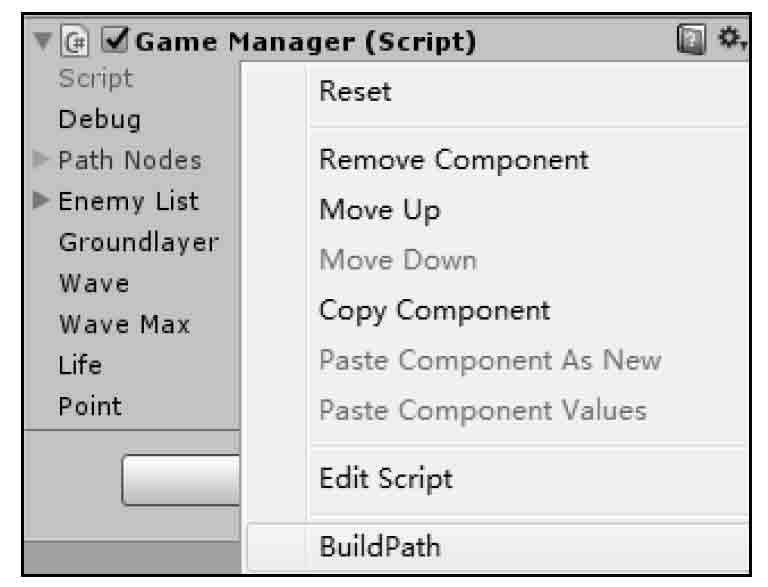 Game Manager (Script)
Script
Debug
Path Nodes
Enemy List
Groundlayer
Wave
Wave Max
Life
Point
Reset
Remove Component
Move Up
Move Down
Copy Component
Paste Component As New
Paste Component Values
Edit Script
BuildPath